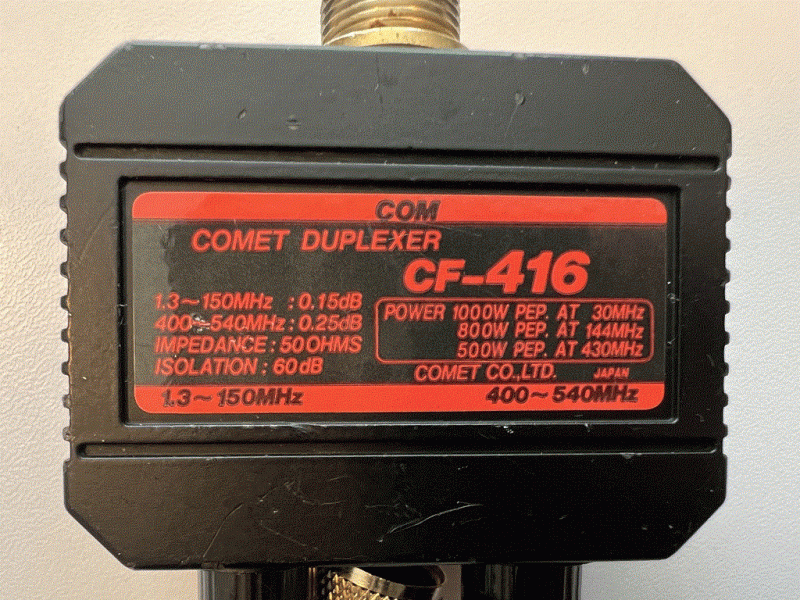 COM
COMET DUPLEXER
CF-416
1.3~150MHz : 0.15dB
400~540MHz : 0.25dB
IMPEDANCE : 50 OHMS
ISOLATION : 60 dB
POWER 1000W PEP. AT 30MHz
800W PEP. AT 144MHz
500W PEP. AT 430MHz
COMET CO.,LTD. JAPAN
1.3~150MHz 400~540MHz